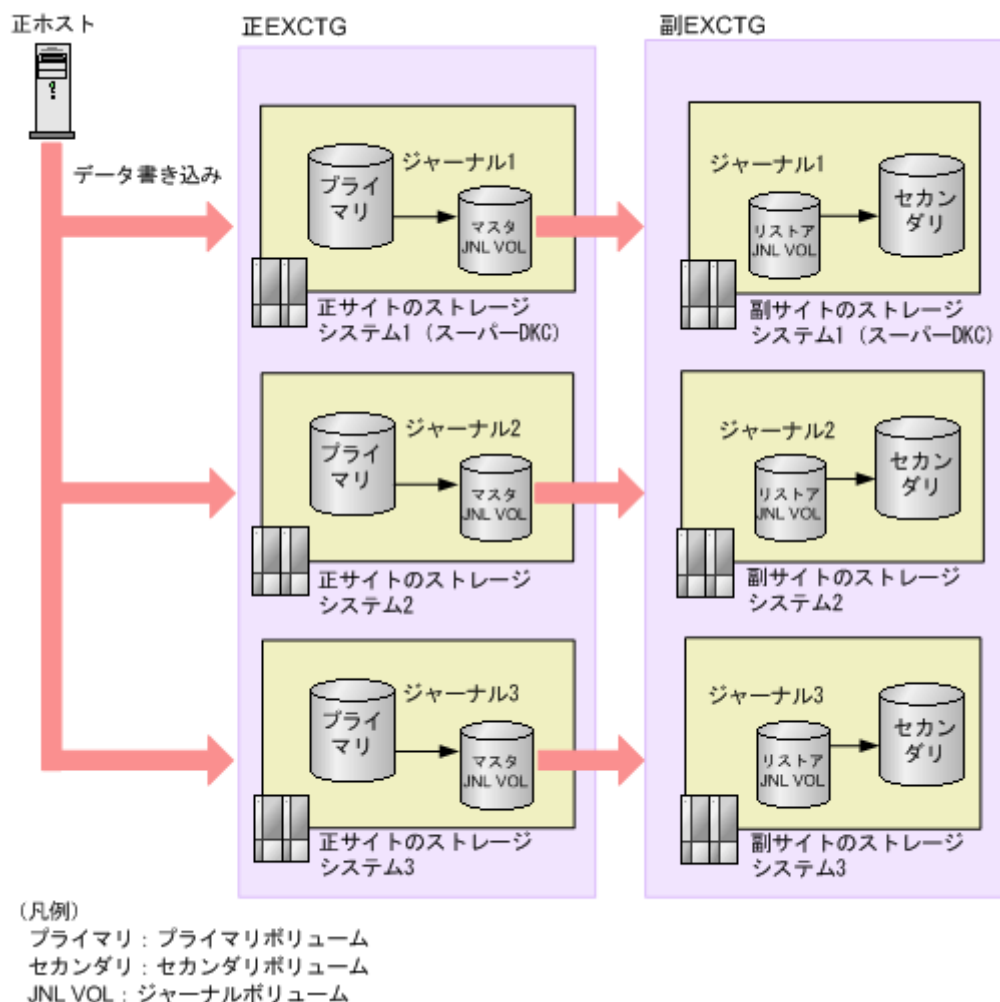 正ホスト
正EXCTG
副EXCTG
データ書き込み
プライ
マリ
ジャーナル1
マスタ
JNL VOL
正サイトのストレージ
システム1（スーパーDKC）
ジャーナル1
リストア
JNL VOL
セカン
ダリ
副サイトのストレージ
システム1（スーパーDKC）
プライ
マリ
ジャーナル2
マスタ
JNL VOL
正サイトのストレージ
システム2
ジャーナル2
リストア
JNL VOL
セカン
ダリ
副サイトのストレージ
システム2
プライ
マリ
ジャーナル3
マスタ
JNL VOL
正サイトのストレージ
システム3
ジャーナル3
リストア
JNL VOL
セカン
ダリ
副サイトのストレージ
システム3
（凡例）
プライマリ：プライマリボリューム
セカンダリ：セカンダリボリューム
JNL VOL：ジャーナルボリューム